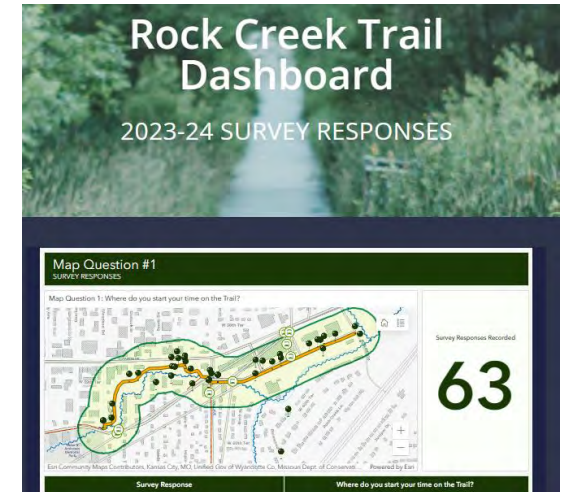 Rock Creek Trail
Dashboard
2023-24 SURVEY RESPONSES
Map Question #1
SURVEY RESPONSES
Map Question 1: Where do you start your time on the Trail?
Survey Responses Recorded
63
Esri Community Maps Contributors, Kansas City, MO, Unified Gov of Wyandotte Co, Missouri Dept. of Conservati
Powered by Esri
Survey Response
Where do you start your time on the Trail?